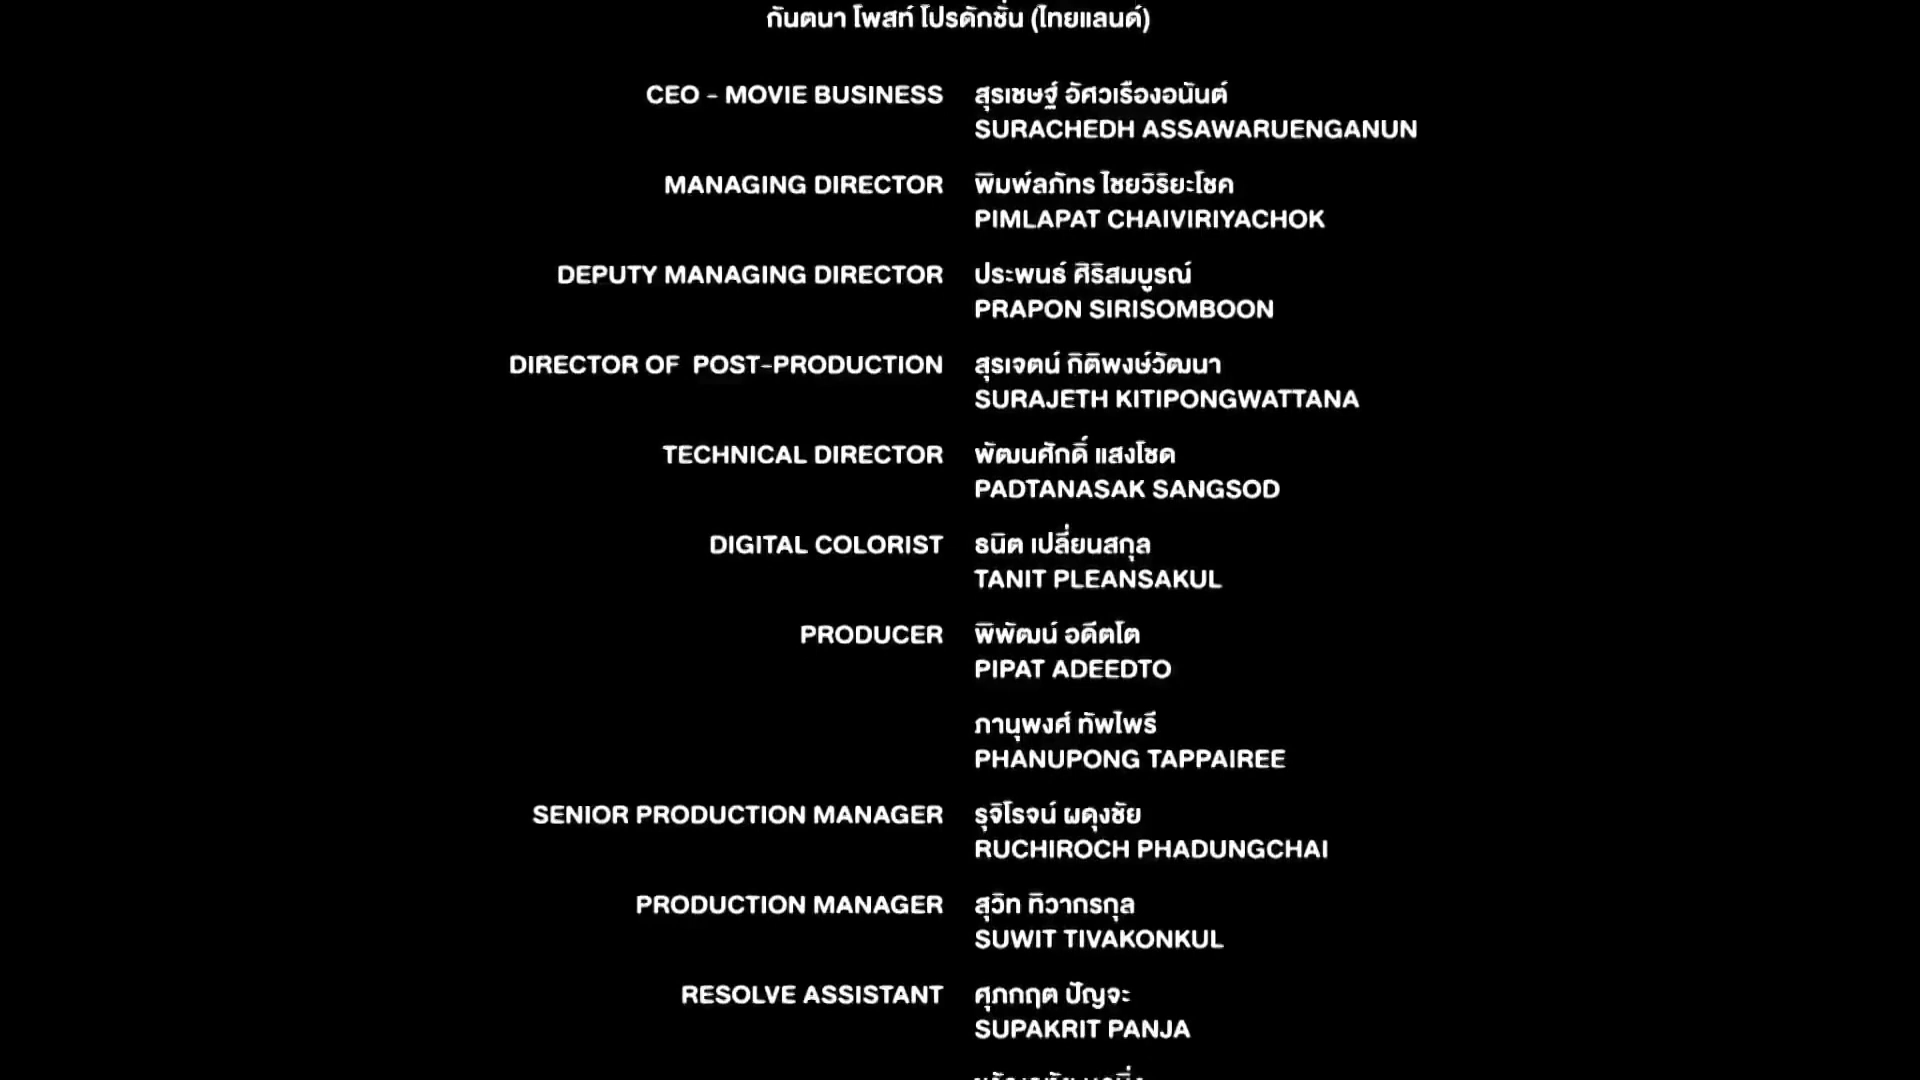 กันตนา โพสท์ โปรดักชั่น (ไทยแลนด์)
CEO - MOVIE BUSINESS สุรเชษฐ์ อัศวเรืองอนันต์
SURACHEDH ASSAWARUENGANUN
MANAGING DIRECTOR พิมพ์ลภัทร ไชยวิริยะโชค
PIMLAPAT CHAIVIRIYACHOK
DEPUTY MANAGING DIRECTOR ประพนธ์ ศิริสมบูรณ์
PRAPON SIRISOMBOON
DIRECTOR OF POST-PRODUCTION สุรเจตน์ กิติพงษ์วัฒนา
SURAJETH KITIPONGWATTANA
TECHNICAL DIRECTOR พัฒนศักดิ์ แสงโชด
PADTANASAK SANGSOD
DIGITAL COLORIST ธนิต เปลี่ยนสกุล
TANIT PLEANSAKUL
PRODUCER พิพัฒน์ อดีตโต
PIPAT ADEEDTO
ภานุพงศ์ ทัพไพรี
PHANUPONG TAPPAIREE
SENIOR PRODUCTION MANAGER รุจิโรจน์ ผดุงชัย
RUCHIROCH PHADUNGCHAI
PRODUCTION MANAGER สุวิท ทิวากรกุล
SUWIT TIVAKONKUL
RESOLVE ASSISTANT ศุภกฤต ปัญจะ
SUPAKRIT PANJA